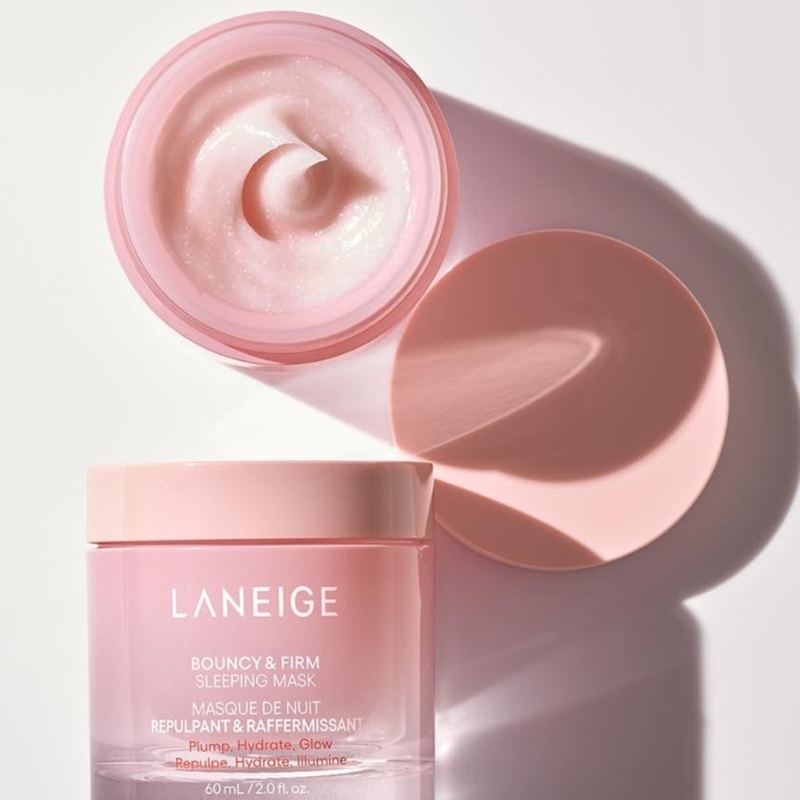 LANEIGE
BOUNCY & FIRM
SLEEPING MASK
MASQUE DE NUIT
REPULPANT & RAFFERMISSANT
Plump, Hydrate, Glow
Repulpe, Hydrate, Illumine
60 mL / 2.0 fl. oz.